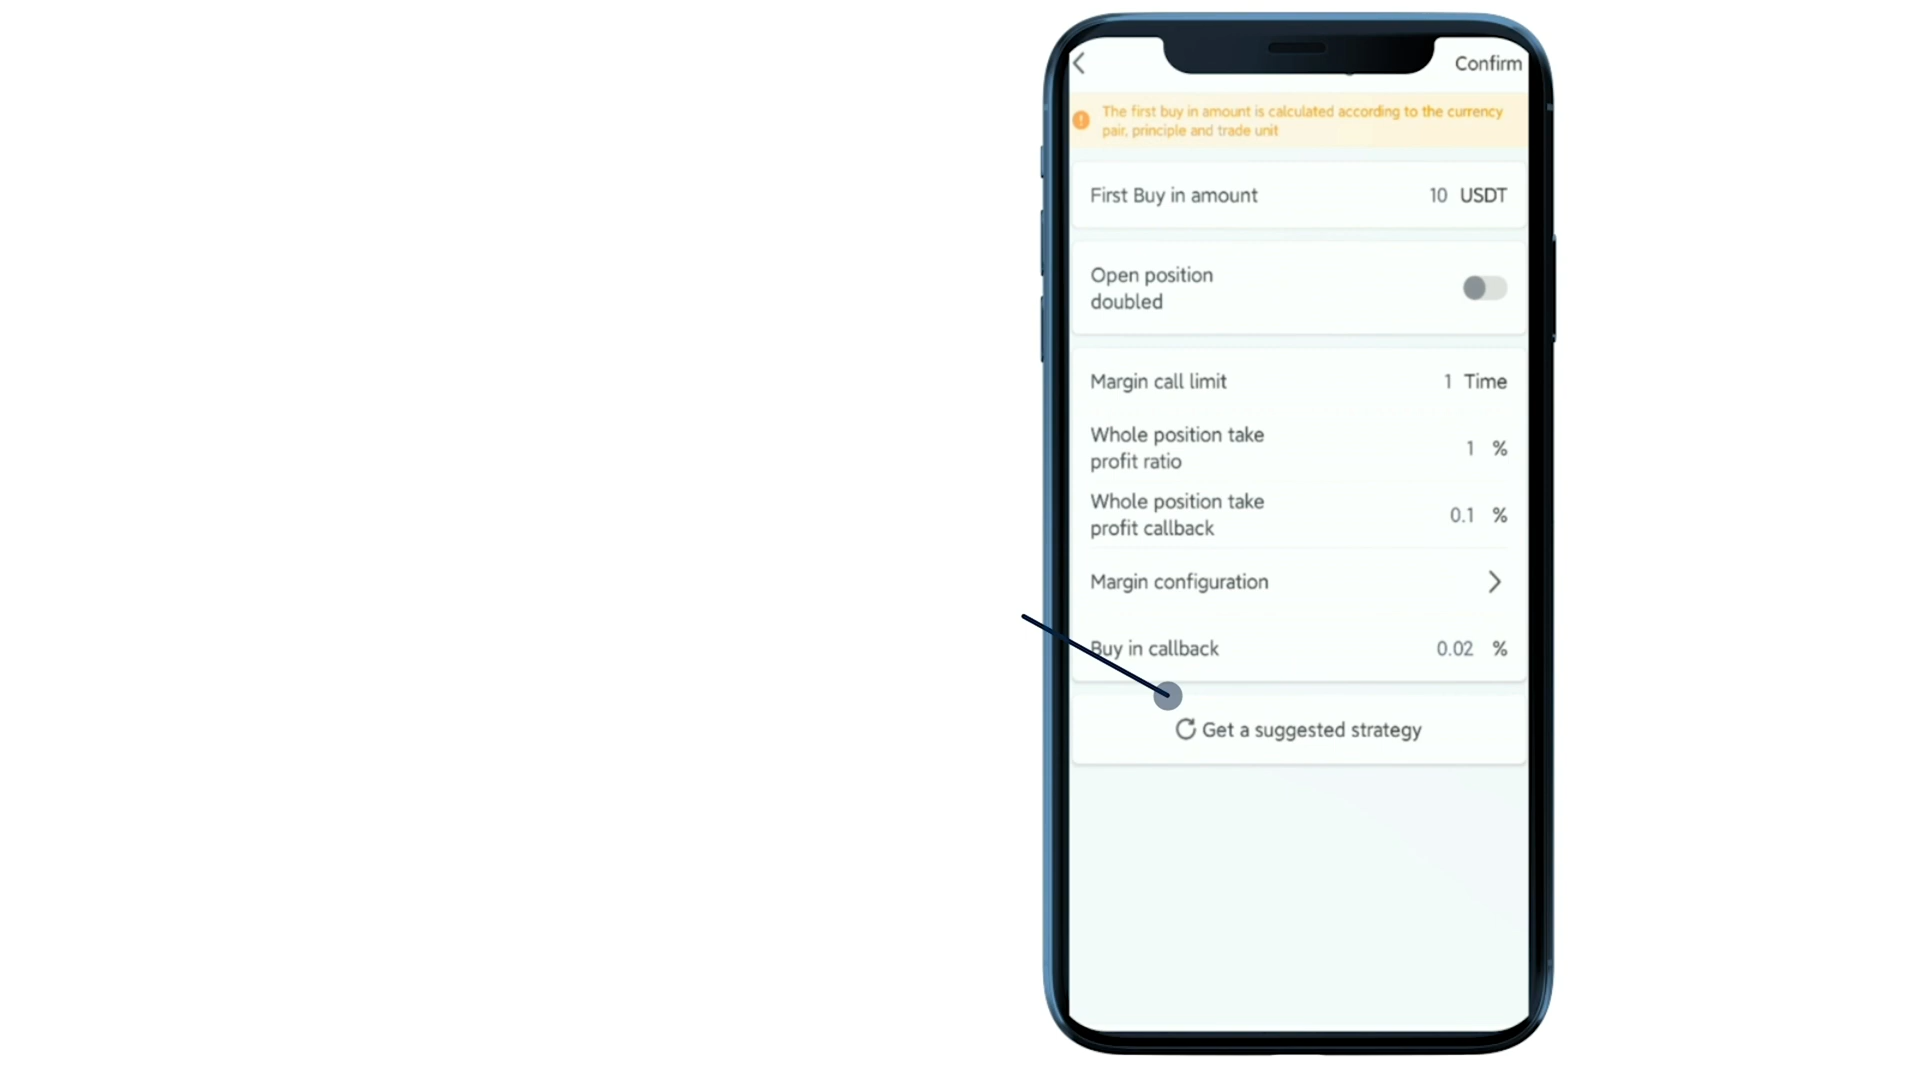 Confirm
The first buy in amount is calculated according to the currency
pair, principle and trade unit
First Buy in amount 10 USDT
Open position
doubled
Margin call limit 1 Time
Whole position take
profit ratio 1 %
Whole position take
profit callback 0.1 %
Margin configuration
Buy in callback 0.02 %
Get a suggested strategy